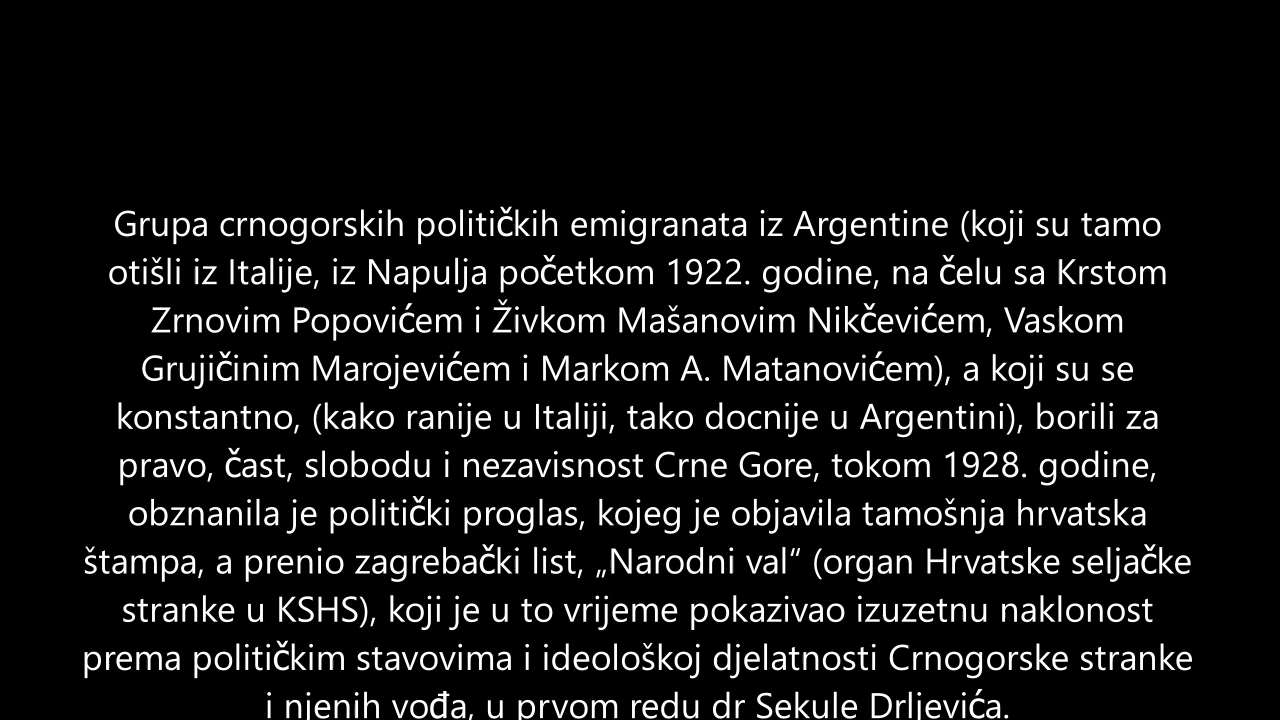 Grupa crnogorskih političkih emigranata iz Argentine (koji su tamo
otišli iz Italije, iz Napulja početkom 1922. godine, na čelu sa Krstom
Zrnovim Popovićem i Živkom Mašanovim Nikčevićem, Vaskom
Grujičinim Marojevićem i Markom A. Matanovićem), a koji su se
konstantno, (kako ranije u Italiji, tako docnije u Argentini), borili za
pravo, čast, slobodu i nezavisnost Crne Gore, tokom 1928. godine,
obznanila je politički proglas, kojeg je objavila tamošnja hrvatska
štampa, a prenio zagrebački list, „Narodni val“ (organ Hrvatske seljačke
stranke u KSHS), koji je u to vrijeme pokazivao izuzetnu naklonost
prema političkim stavovima i ideološkoj djelatnosti Crnogorske stranke
i njenih vođa, u prvom redu dr Sekule Drljevića.